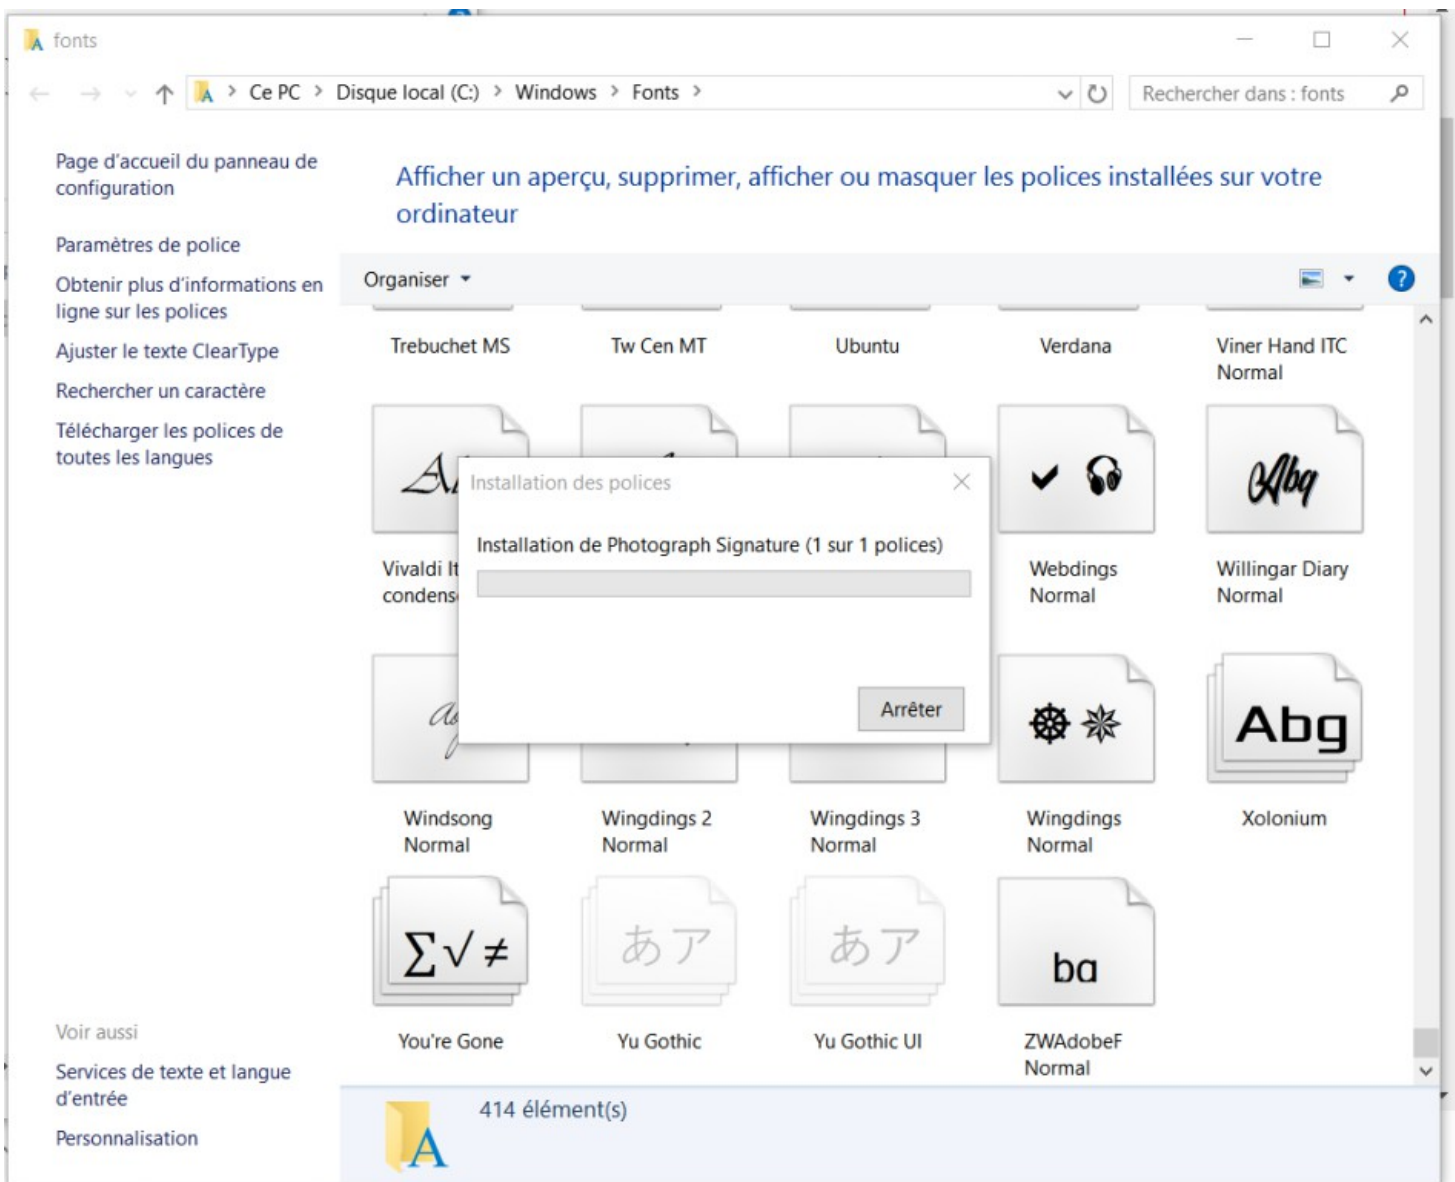 fonts
Ce PC > Disque local (C:) > Windows > Fonts >
Rechercher dans : fonts
Page d'accueil du panneau de
configuration
Paramètres de police
Obtenir plus d'informations en
ligne sur les polices
Ajuster le texte ClearType
Rechercher un caractère
Télécharger les polices de
toutes les langues
Afficher un aperçu, supprimer, afficher ou masquer les polices installées sur votre
ordinateur
Organiser
Trebuchet MS
Tw Cen MT
Ubuntu
Verdana
Viner Hand ITC
Normal
Abg
Vivaldi
Installation des polices
Installation de Photograph Signature (1 sur 1 polices)
Arrêter
Webdings
Normal
Willingar Diary
Normal
Abg
Windsong
Normal
Wingdings 2
Normal
Wingdings 3
Normal
Wingdings
Normal
Xolonium
∑√ ≠
あア
あア
ba
You're Gone
Yu Gothic
Yu Gothic UI
ZWAdobeF
Normal
Voir aussi
Services de texte et langue
d'entrée
Personnalisation
414 élément(s)